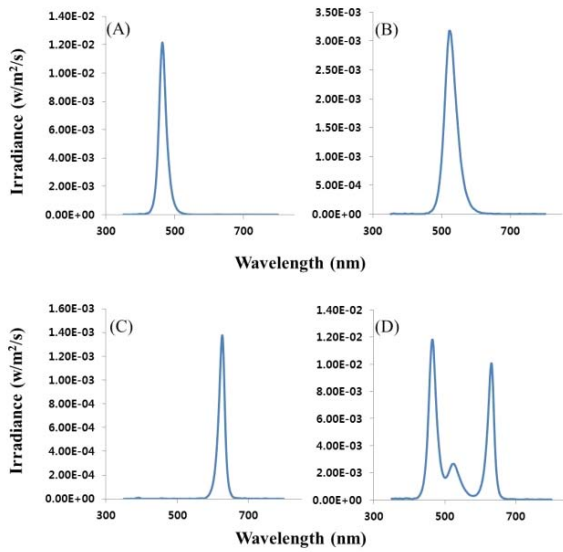 (A)
1.40E-02
1.20E-02
1.00E-02
8.00E-03
6.00E-03
4.00E-03
2.00E-03
0.00E+00
300 500 700
(B)
3.50E-03
3.00E-03
2.50E-03
2.00E-03
1.50E-03
1.00E-03
5.00E-04
0.00E+00
300 500 700
Irradiance (w/m²/s)
Wavelength (nm)
(C)
1.60E-03
1.40E-03
1.20E-03
1.00E-03
8.00E-04
6.00E-04
4.00E-04
2.00E-04
0.00E+00
300 500 700
(D)
1.40E-02
1.20E-02
1.00E-02
8.00E-03
6.00E-03
4.00E-03
2.00E-03
0.00E+00
300 500 700
Irradiance (w/m²/s)
Wavelength (nm)